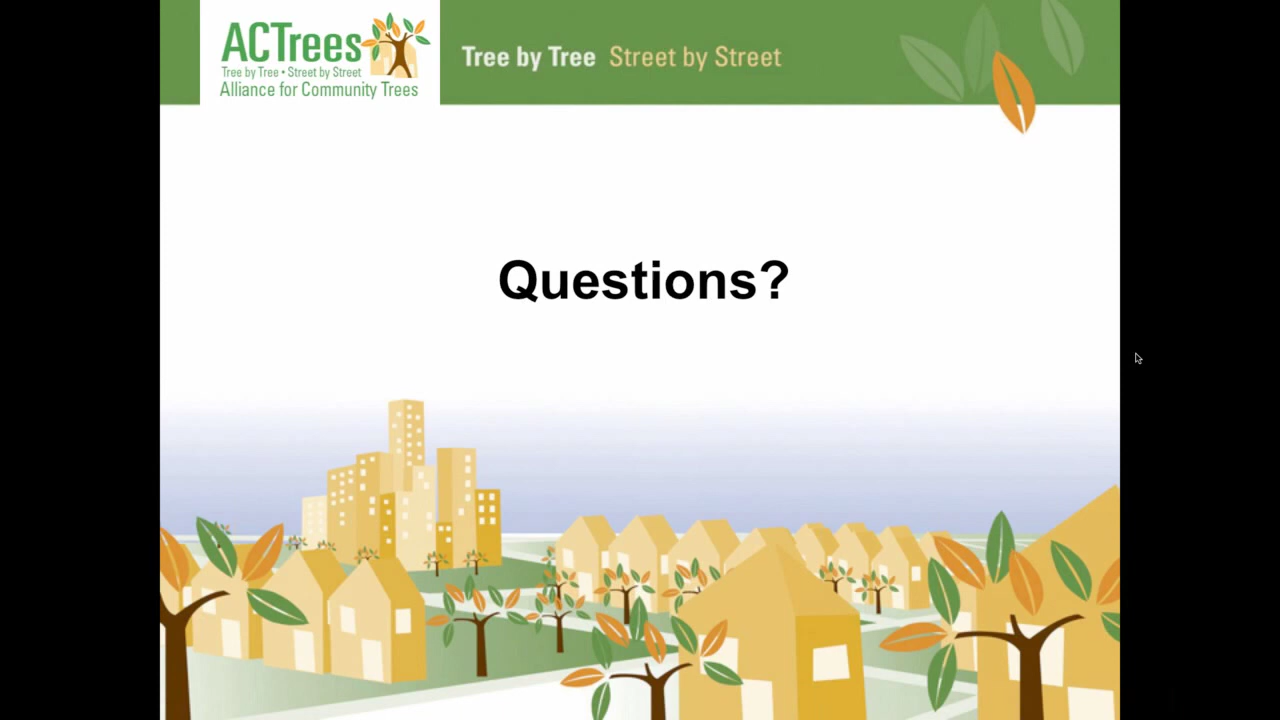 ACTrees
Tree by Tree • Street by Street
Alliance for Community Trees
Tree by Tree Street by Street
Questions?